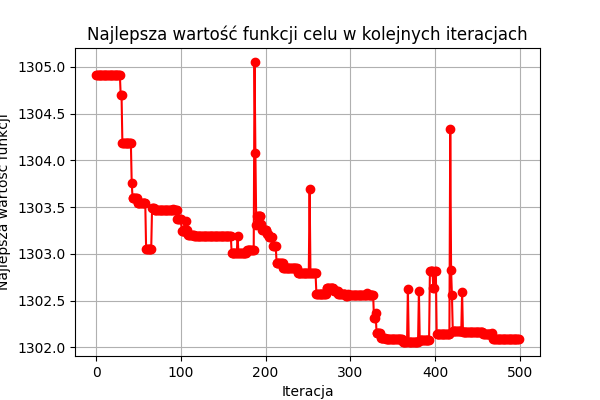 Najlepsza wartość funkcji celu w kolejnych iteracjach
Najlepsza wartość funkcji
1305.0
1304.5
1304.0
1303.5
1303.0
1302.5
1302.0
0 100 200 300 400 500
Iteracja